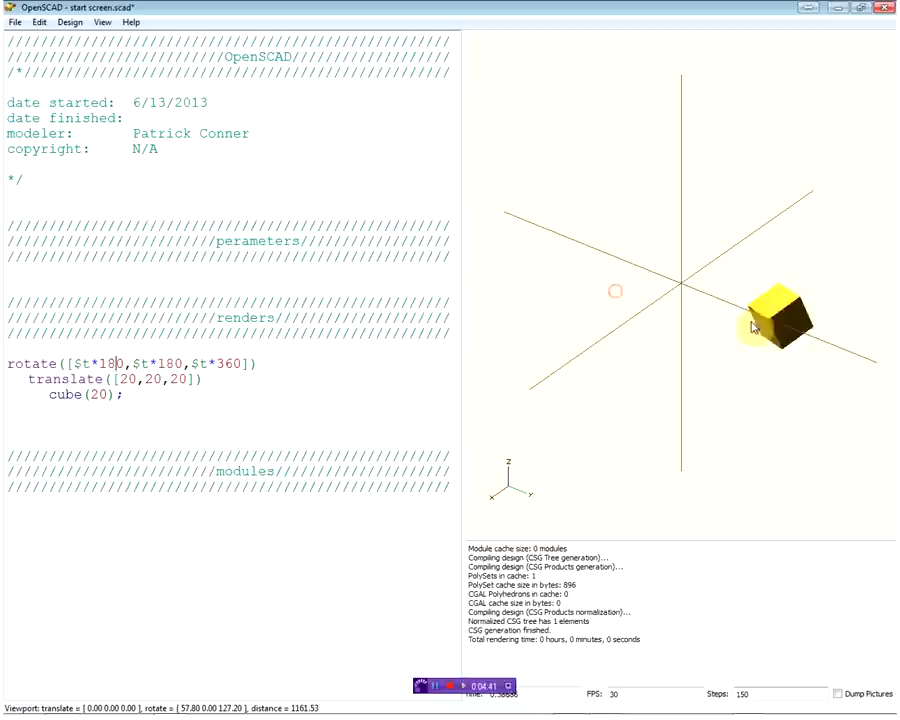 OpenSCAD - start screen.scad*
File Edit Design View Help
//////////////////////////////////////////////////////
//////////////////////////OpenSCAD///////////////////
/*////////////////////////////////////////////////////
date started: 6/13/2013
date finished:
modeler: Patrick Conner
copyright: N/A
*/
//////////////////////////////////////////////////////
/////////////////////////perameters//////////////////
//////////////////////////////////////////////////////
//////////////////////////////////////////////////////
/////////////////////////renders/////////////////////
//////////////////////////////////////////////////////
rotate([$t*180,$t*180,$t*360])
translate([20,20,20])
cube(20);
//////////////////////////////////////////////////////
/////////////////////////modules/////////////////////
//////////////////////////////////////////////////////
Z
X
Y
Module cache size: 0 modules
Compiling design (CSG Tree generation)...
Compiling design (CSG Products generation)...
PolySets in cache: 1
PolySet cache size in bytes: 896
CGAL Polyhedrons in cache: 0
CGAL cache size in bytes: 0
Compiling design (CSG Products normalization)...
Normalized CSG tree has 1 elements
CSG generation finished.
Total rendering time: 0 hours, 0 minutes, 0 seconds
0:04:41
FPS: 30 Steps: 150 Dump Pictures
Viewport: translate = [ 0.00 0.00 0.00 ], rotate = [ 57.80 0.00 127.20 ], distance = 1161.53